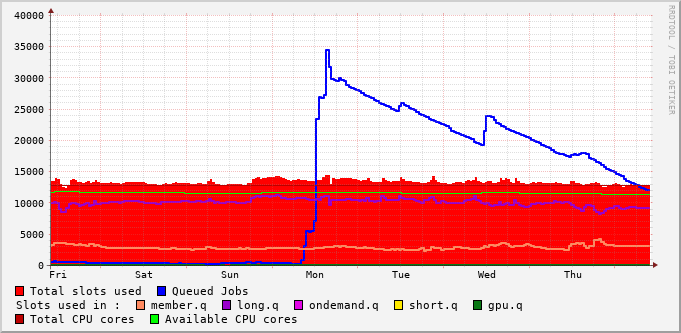 40000
35000
30000
25000
20000
15000
10000
5000
0
Fri Sat Sun Mon Tue Wed Thu
RRDTOOL / TOBI OETIKER
Total slots used Queued Jobs
Slots used in : member.q long.q ondemand.q short.q gpu.q
Total CPU cores Available CPU cores